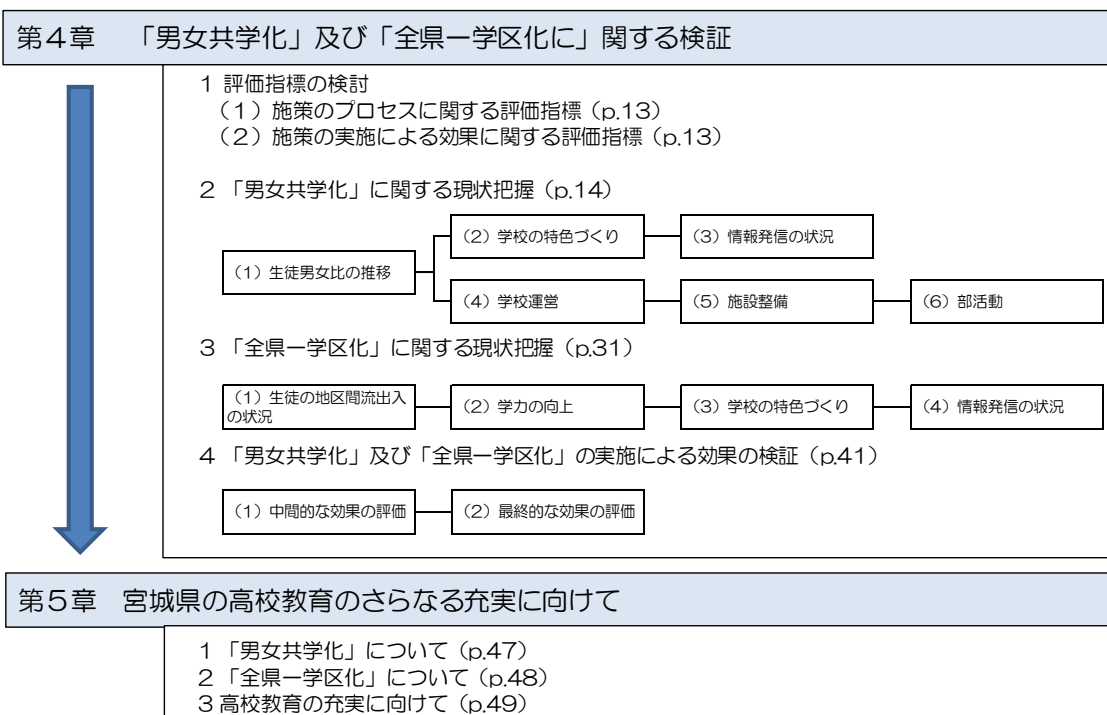 第4章 「男女共学化」及び「全県一学区化に」関する検証
1 評価指標の検討
(1)施策のプロセスに関する評価指標(p.13)
(2)施策の実施による効果に関する評価指標(p.13)
2 「男女共学化」に関する現状把握(p.14)
(1)生徒男女比の推移
(2)学校の特色づくり
(3)情報発信の状況
(4)学校運営
(5)施設整備
(6)部活動
3 「全県一学区化」に関する現状把握(p.31)
(1)生徒の地区間流出入
の状況
(2)学力の向上
(3)学校の特色づくり
(4)情報発信の状況
4 「男女共学化」及び「全県一学区化」の実施による効果の検証(p.41)
(1)中間的な効果の評価
(2)最終的な効果の評価
第5章 宮城県の高校教育のさらなる充実に向けて
1 「男女共学化」について(p.47)
2 「全県一学区化」について(p.48)
3 高校教育の充実に向けて(p.49)